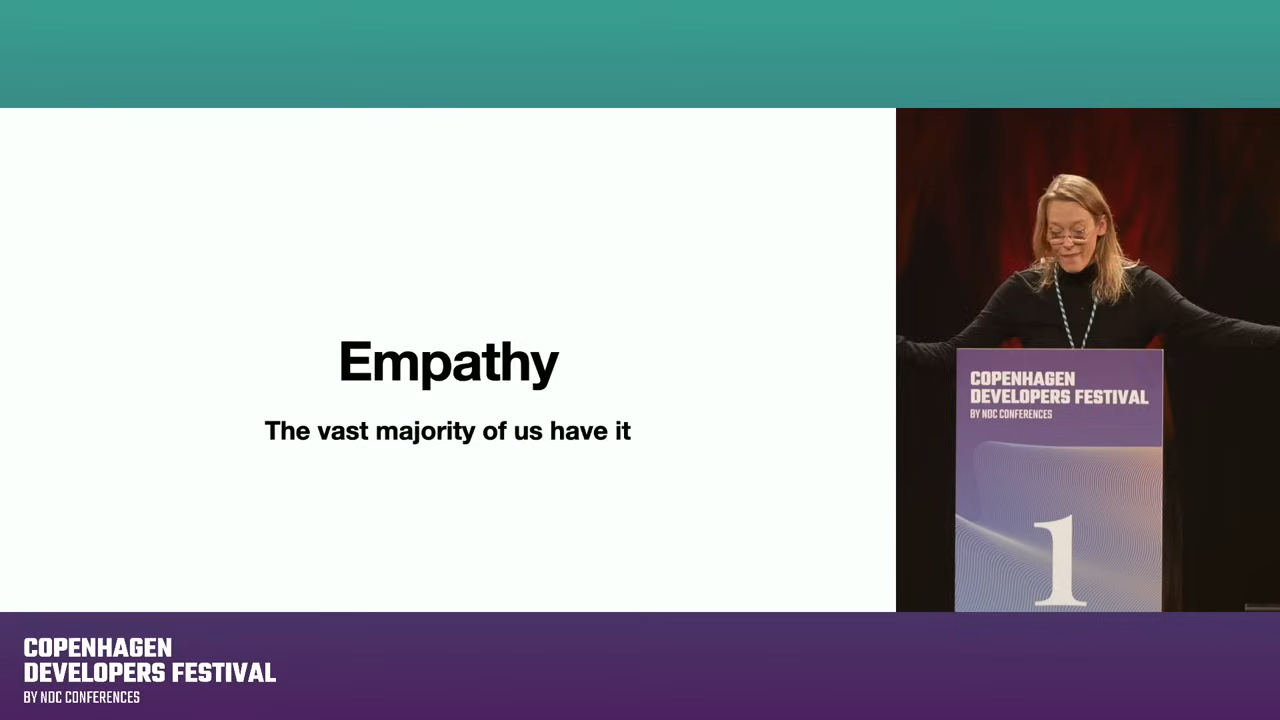 Empathy
The vast majority of us have it
COPENHAGEN
DEVELOPERS FESTIVAL
BY NDC CONFERENCES
1
COPENHAGEN
DEVELOPERS FESTIVAL
BY NDC CONFERENCES